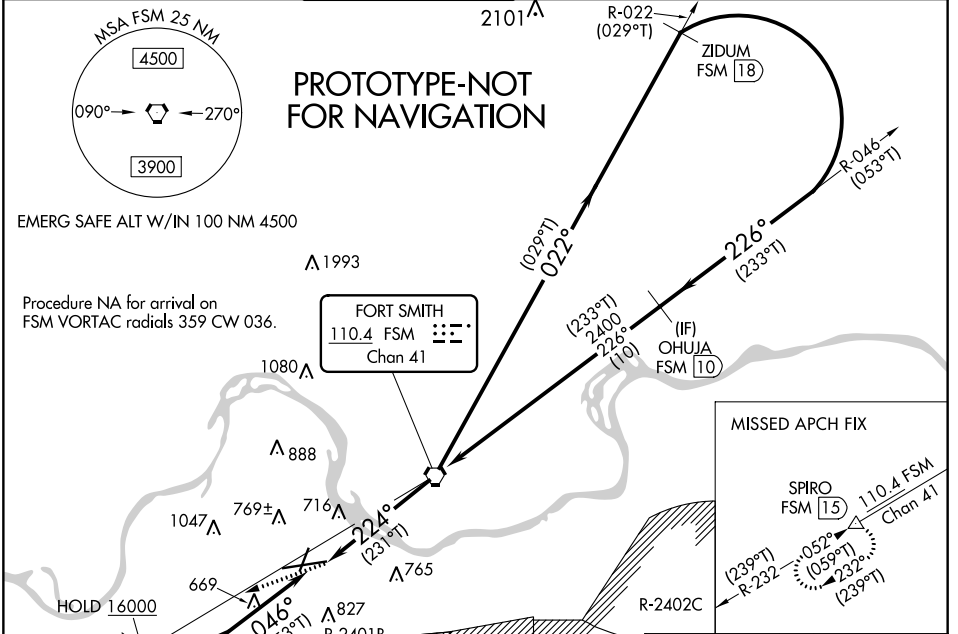 2101
R-022
(029°T)
MSA FSM 25 NM
4500
090°
270°
3900
PROTOTYPE-NOT
FOR NAVIGATION
ZIDUM
FSM 18
R-046
(053°T)
EMERG SAFE ALT W/IN 100 NM 4500
(029°T)
022°
226°
(233°T)
1993
Procedure NA for arrival on
FSM VORTAC radials 359 CW 036.
FORT SMITH
110.4 FSM
Chan 41
(233°T)
2400
226°
(10)
(IF)
OHUJA
FSM 10
1080
MISSED APCH FIX
888
SPIRO
FSM 15
110.4 FSM
Chan 41
1047
769±
716
224°
(231°T)
052°
(059°T)
232°
(239°T)
(239°T)
R-232
765
669
HOLD 16000
046°
827
R-2402C
R-2401B